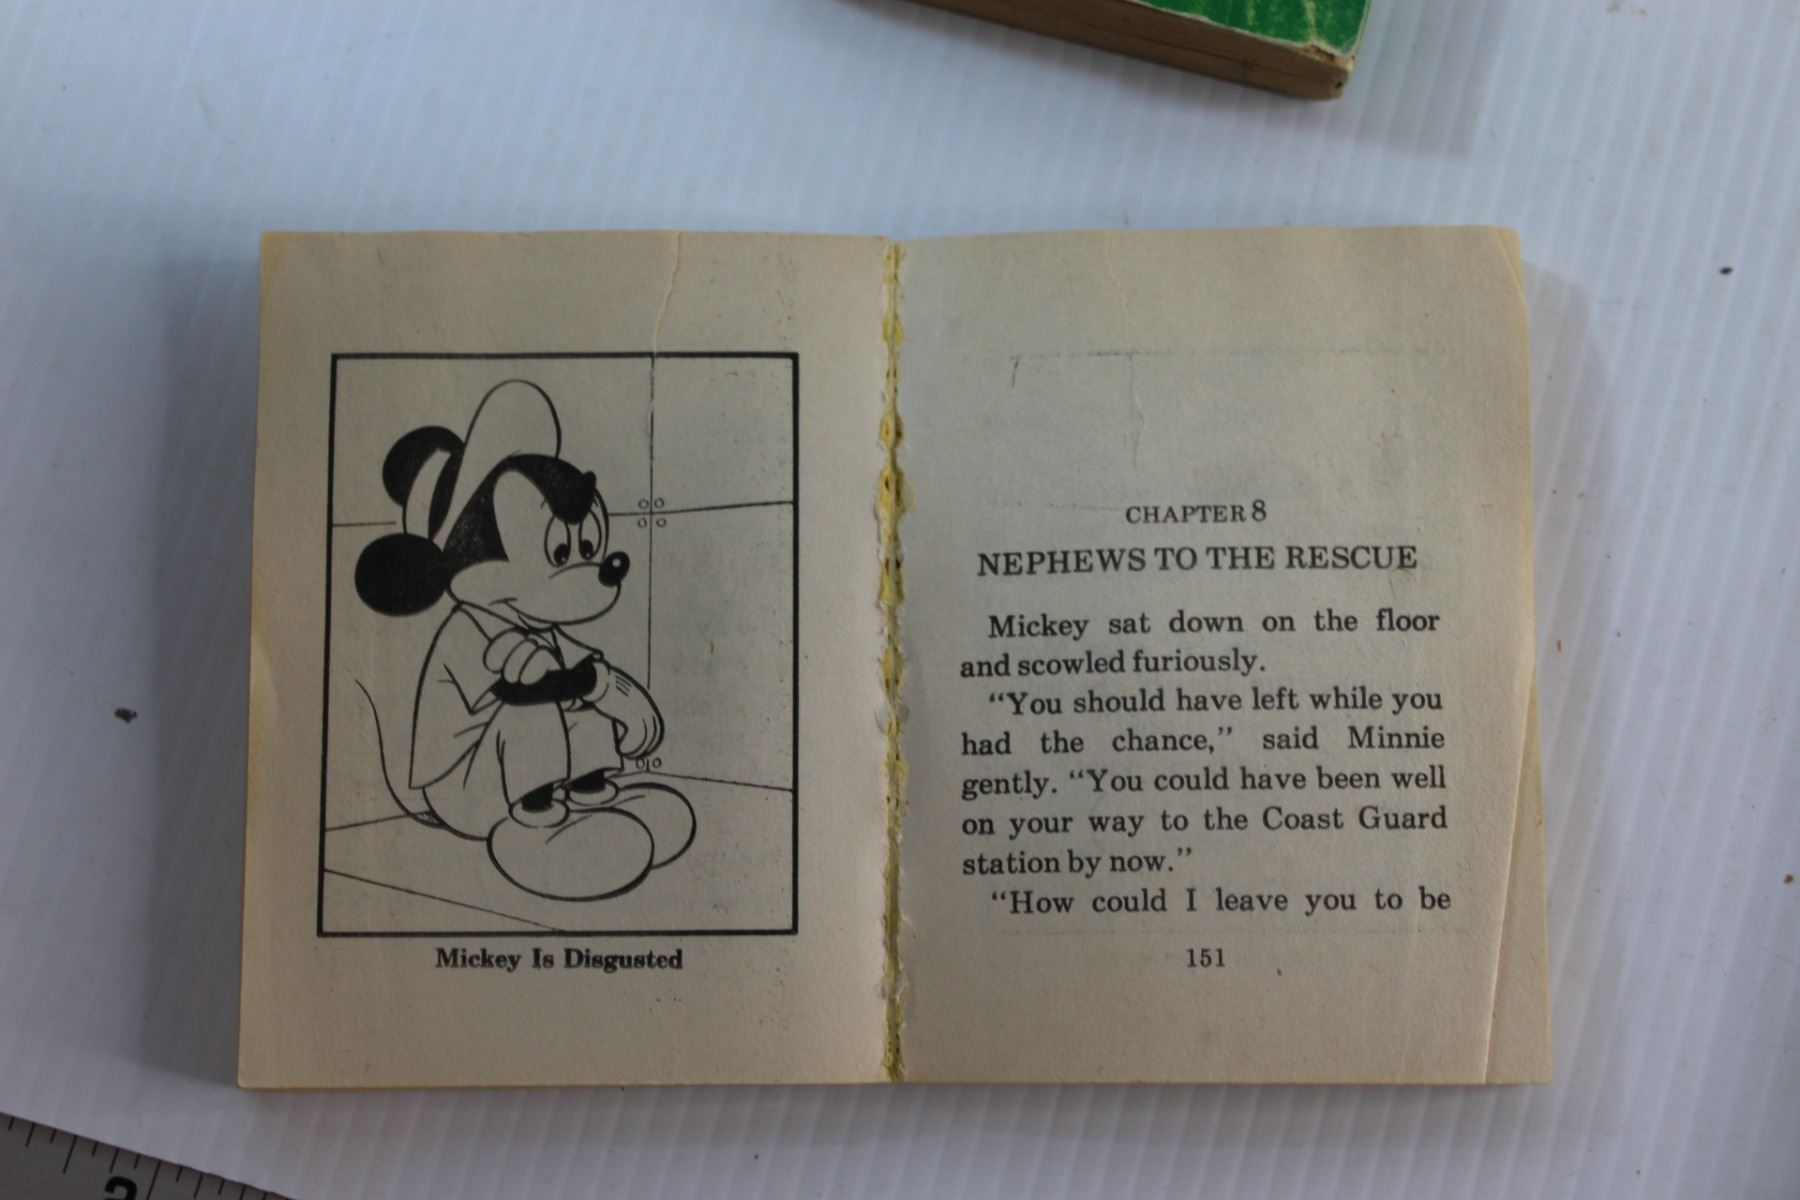 Mickey Is Disgusted
CHAPTER 8
NEPHEWS TO THE RESCUE
Mickey sat down on the floor
and scowled furiously.
“You should have left while you
had the chance,” said Minnie
gently. “You could have been well
on your way to the Coast Guard
station by now.”
“How could I leave you to be
151
2